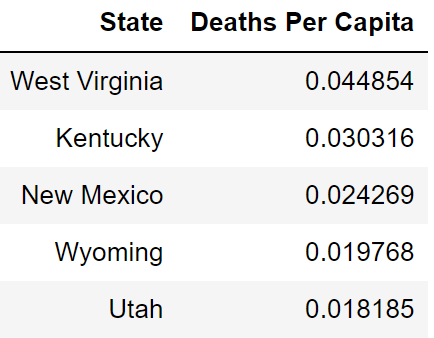 State Deaths Per Capita
West Virginia 0.044854
Kentucky 0.030316
New Mexico 0.024269
Wyoming 0.019768
Utah 0.018185